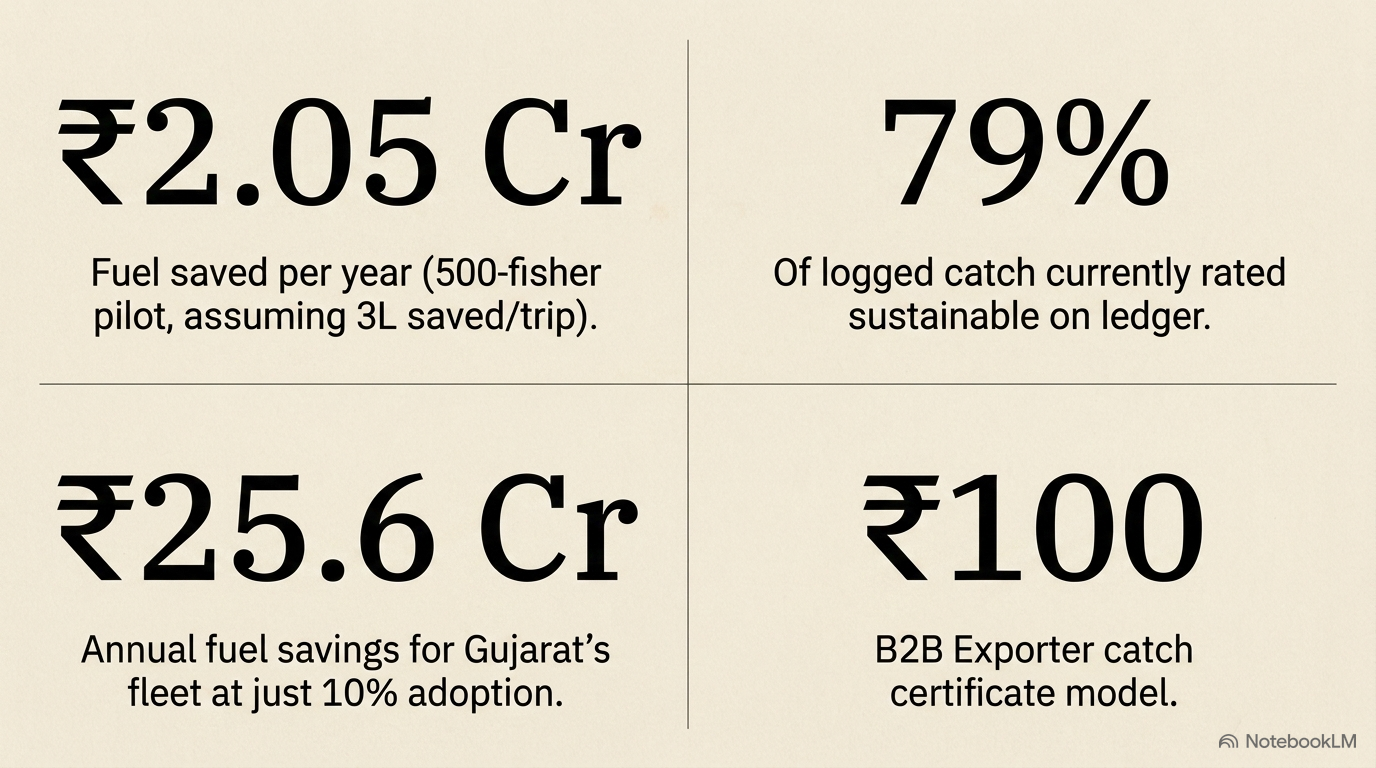 ₹2.05 Cr
Fuel saved per year (500-fisher
pilot, assuming 3L saved/trip).
79%
Of logged catch currently rated
sustainable on ledger.
₹25.6 Cr
Annual fuel savings for Gujarat’s
fleet at just 10% adoption.
₹100
B2B Exporter catch
certificate model.
NotebookLM